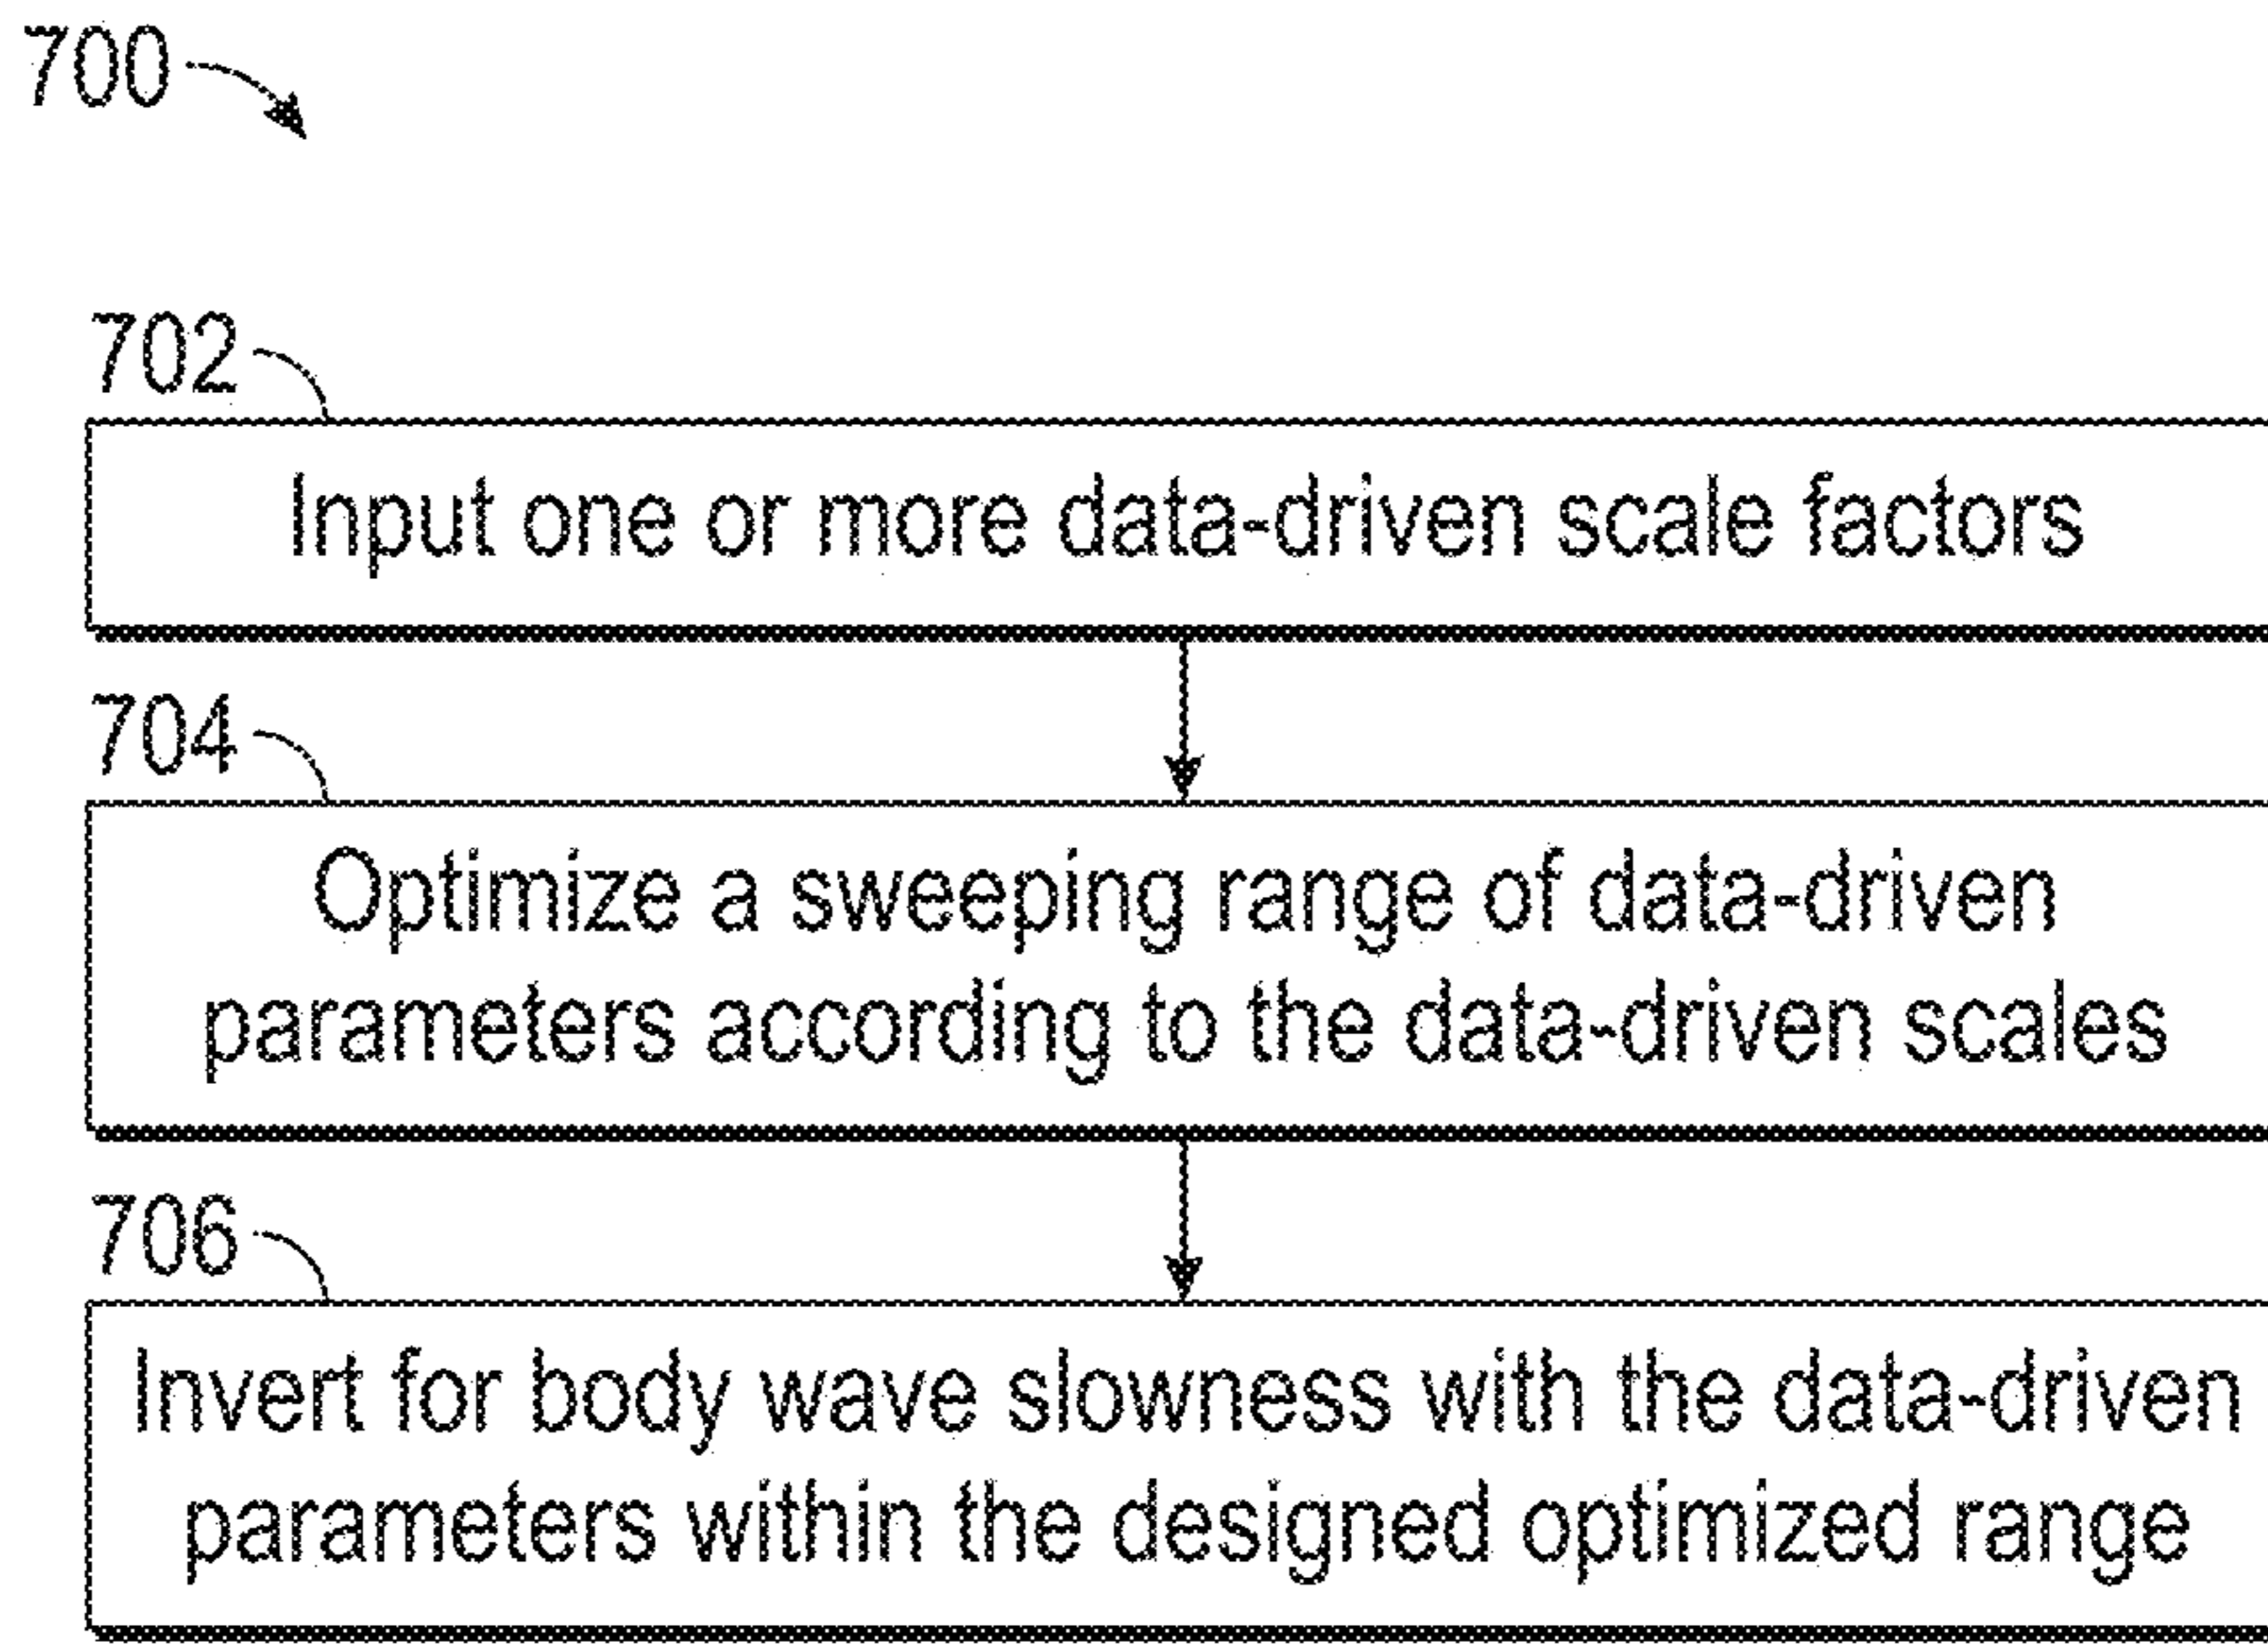 700
702
Input one or more data-driven scale factors
704
Optimize a sweeping range of data-driven
parameters according to the data-driven scales
706
Invert for body wave slowness with the data-driven
parameters within the designed optimized range